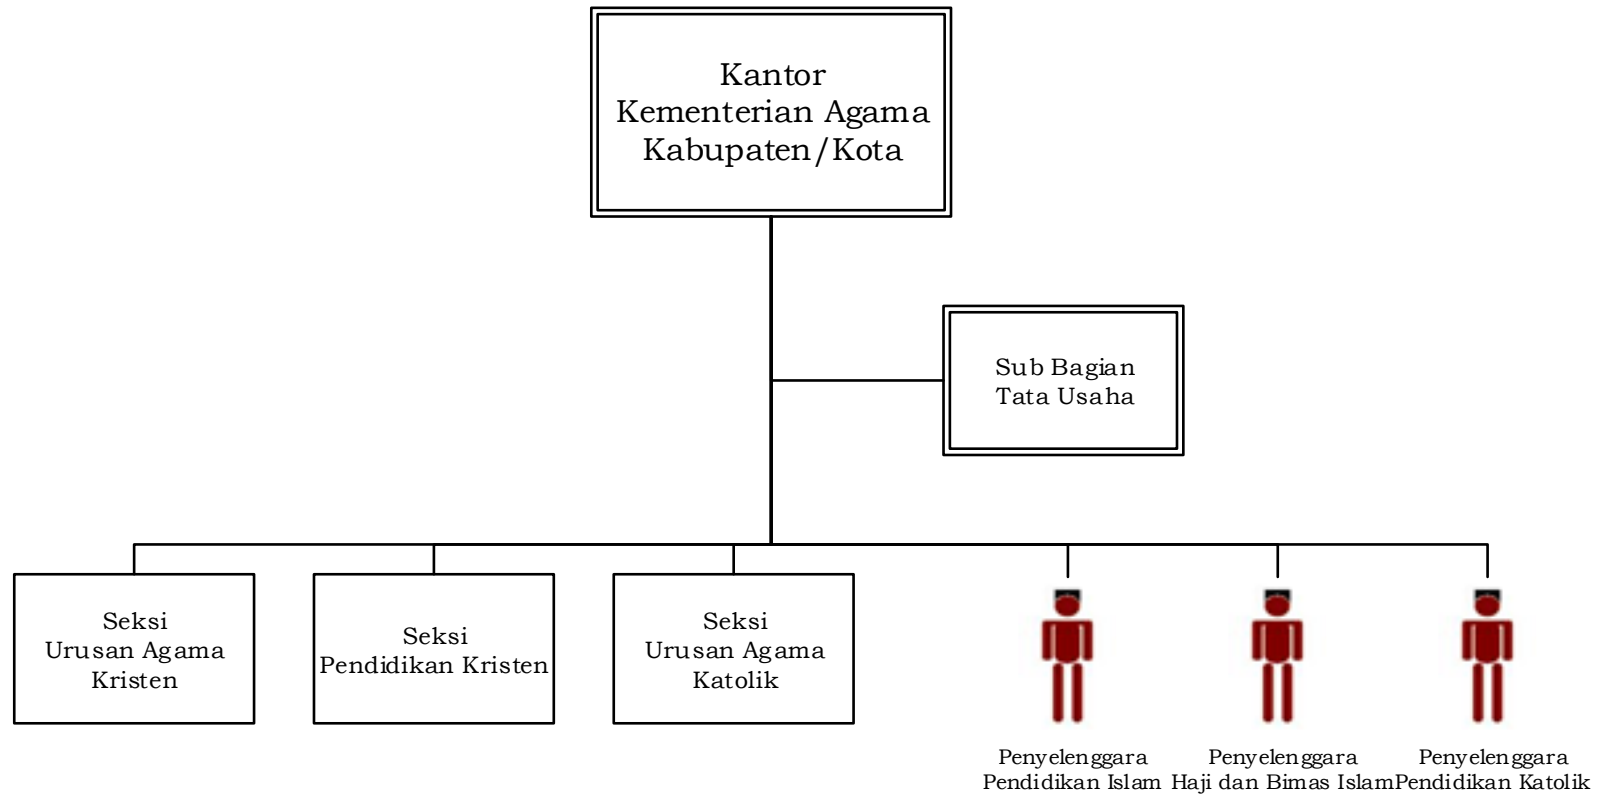 Kantor
Kementerian Agama
Kabupaten/Kota
Sub Bagian
Tata Usaha
Seksi
Urusan Agama
Kristen
Seksi
Pendidikan Kristen
Seksi
Urusan Agama
Katolik
Penyelenggara
Pendidikan Islam
Penyelenggara
Haji dan Bimas Islam
Penyelenggara
Pendidikan Katolik